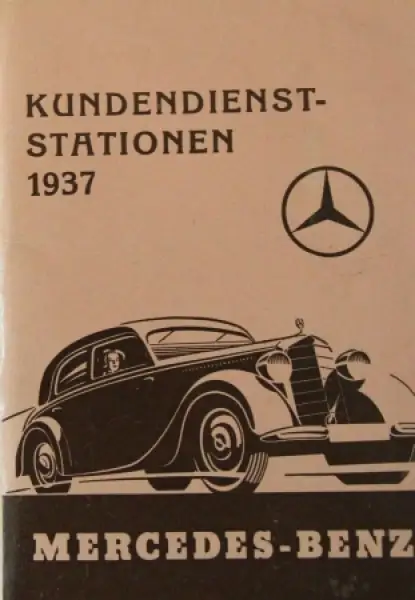 KUNDENDIENST-
STATIONEN
1937
MERCEDES-BENZ